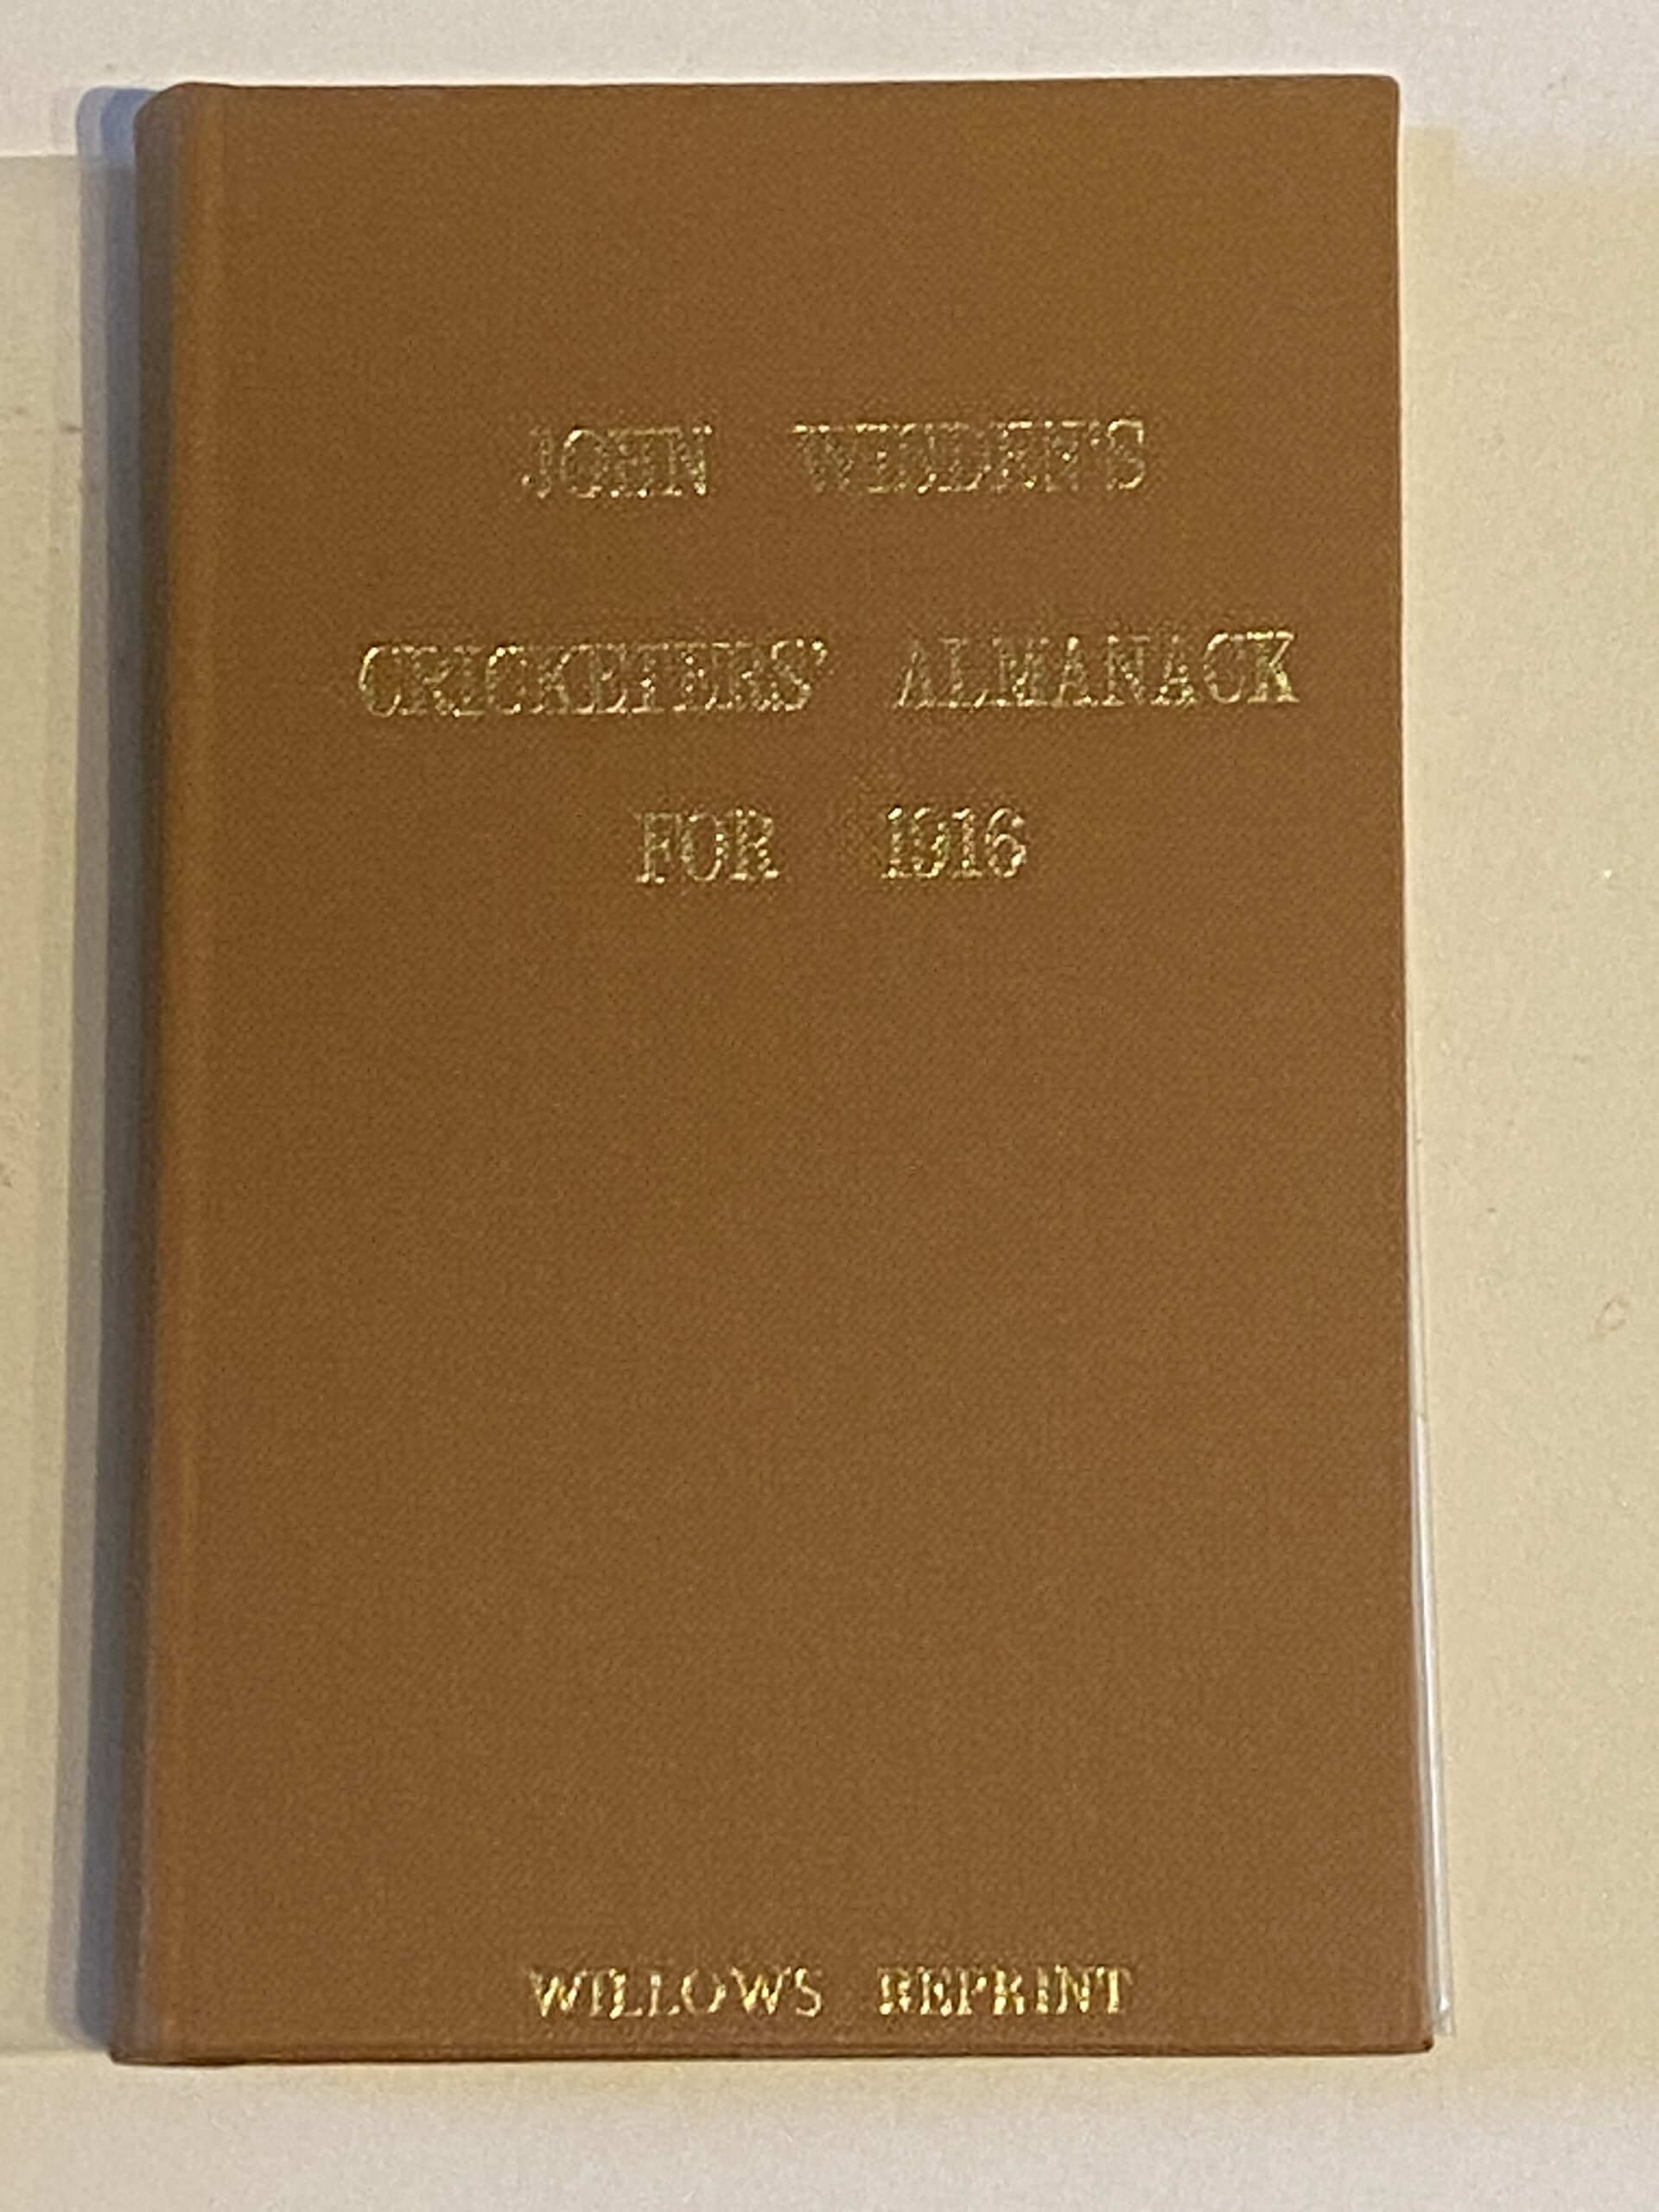 JOHN WISDEN'S
CRICKETERS' ALMANACK
FOR 1916
WILLOWS REPRINT